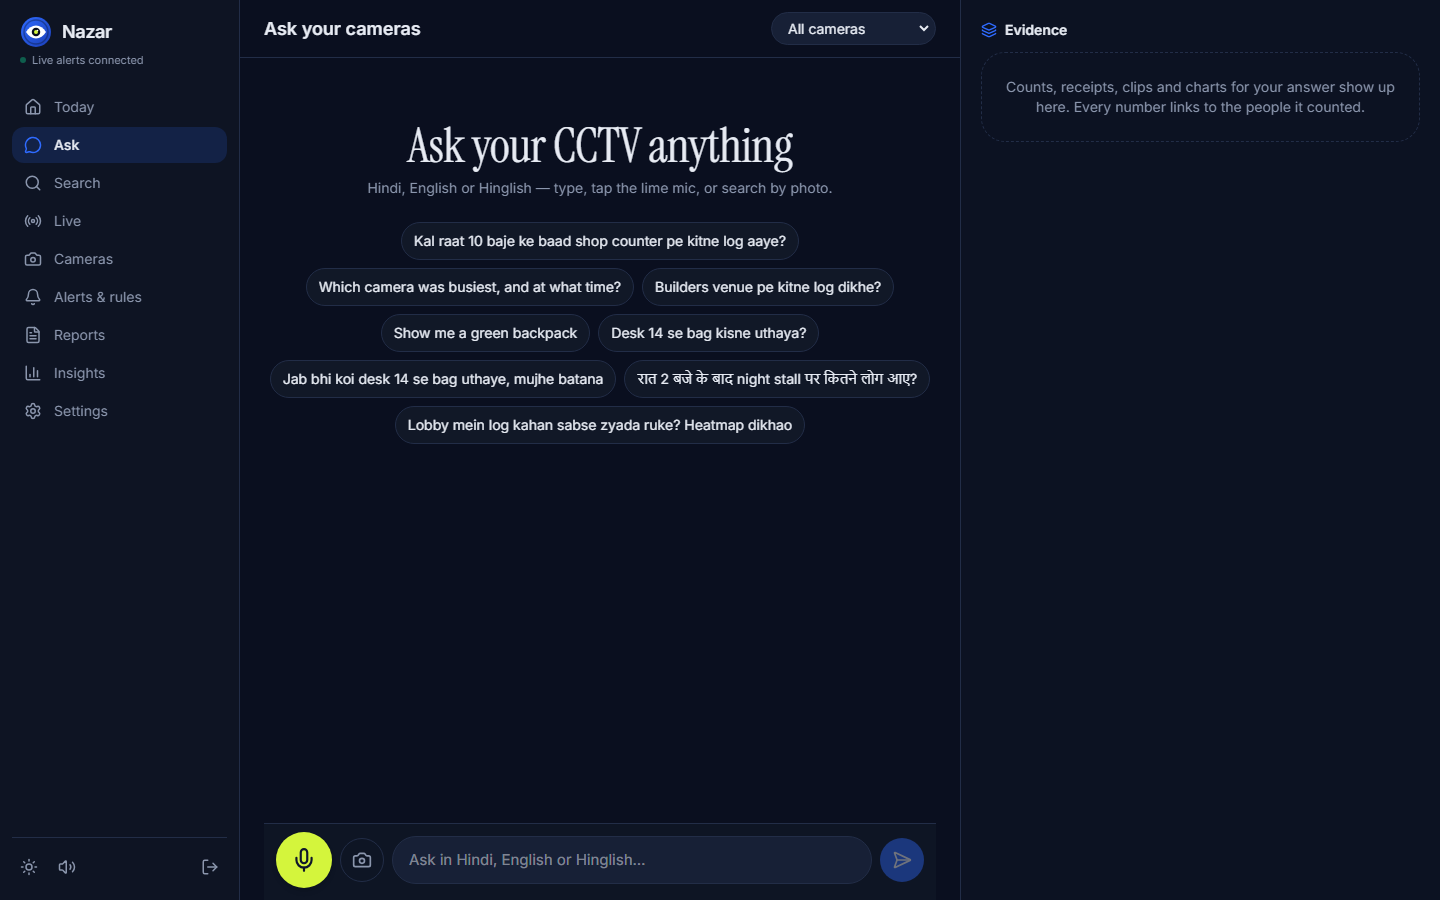 Nazar
Live alerts connected
Today
Ask
Search
Live
Cameras
Alerts & rules
Reports
Insights
Settings
Ask your cameras
All cameras
Ask your CCTV anything
Hindi, English or Hinglish — type, tap the lime mic, or search by photo.
Kal raat 10 baje ke baad shop counter pe kitne log aaye?
Which camera was busiest, and at what time?
Builders venue pe kitne log dikhe?
Show me a green backpack
Desk 14 se bag kisne uthaya?
Jab bhi koi desk 14 se bag uthaye, mujhe batana
रात 2 बजे के बाद night stall पर कितने लोग आए?
Lobby mein log kahan sabse zyada ruke? Heatmap dikhao
Ask in Hindi, English or Hinglish...
Evidence
Counts, receipts, clips and charts for your answer show up
here. Every number links to the people it counted.